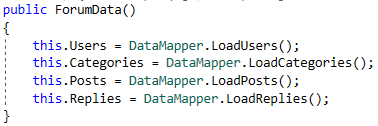 public ForumData()
{
this.Users = DataMapper.LoadUsers();
this.Categories = DataMapper.LoadCategories();
this.Posts = DataMapper.LoadPosts();
this.Replies = DataMapper.LoadReplies();
}